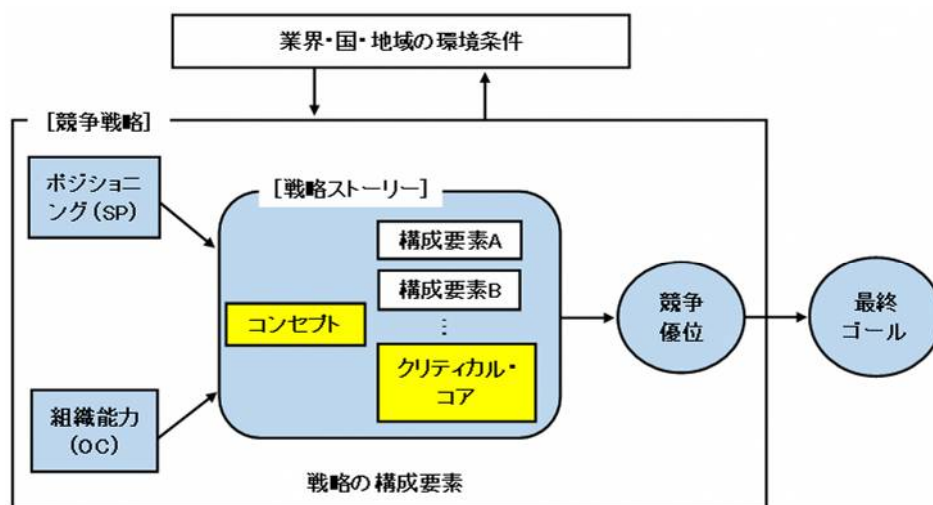 業界・国・地域の環境条件
［競争戦略］
ポジショニ
ング（SP）
［戦略ストーリー］
構成要素A
構成要素B
…
コンセプト
クリティカル・
コア
組織能力
（OC）
競争
優位
最終
ゴール
戦略の構成要素